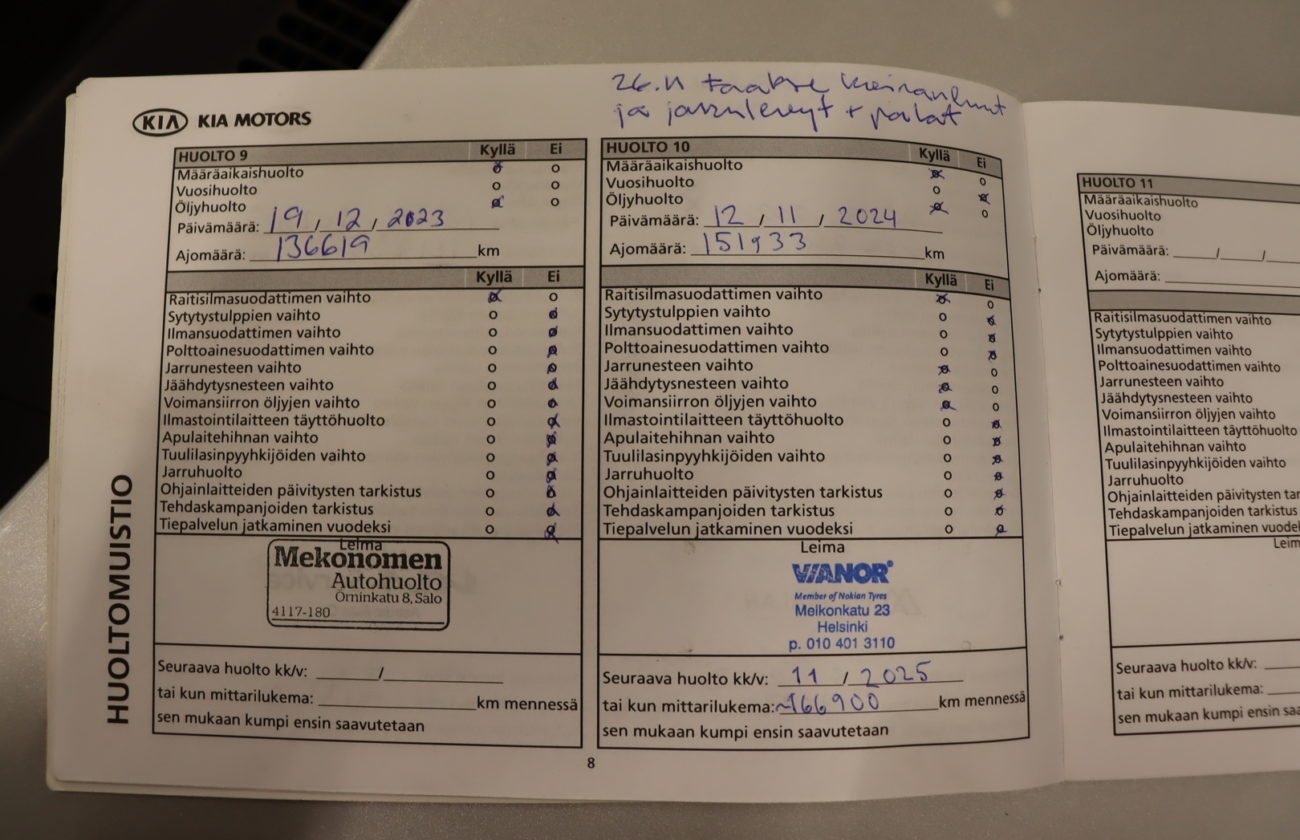 26.11 taakse
ja jarrulevyt + palat
KIA KIA MOTORS
HUOLTO 9 Kyllä Ei
Määräaikaishuolto
Vuosihuolto
Öljyhuolto
Päivämäärä: 19 / 12 / 2023
Ajomäärä: 136619 km
Kyllä Ei
Raitisilmasuodattimen vaihto
Sytytystulppien vaihto
Ilmansuodattimen vaihto
Polttoainesuodattimen vaihto
Jarrunesteen vaihto
Jäähdytysnesteen vaihto
Voimansiirron öljyjen vaihto
Ilmastointilaitteen täyttöhuolto
Apulaitehihnan vaihto
Tuulilasinpyyhkijöiden vaihto
Jarruhuolto
Ohjainlaitteiden päivitysten tarkistus
Tehdaskampanjoiden tarkistus
Tiepalvelun jatkaminen vuodeksi
Leima
Mekonomen
Autohuolto
Örninkatu 8, Salo
4117-180
Seuraava huolto kk/v: /
tai kun mittarilukema: km mennessä
sen mukaan kumpi ensin saavutetaan
HUOLTO 10 Kyllä Ei
Määräaikaishuolto
Vuosihuolto
Öljyhuolto
Päivämäärä: 12 / 11 / 2024
Ajomäärä: 151933 km
Kyllä Ei
Raitisilmasuodattimen vaihto
Sytytystulppien vaihto
Ilmansuodattimen vaihto
Polttoainesuodattimen vaihto
Jarrunesteen vaihto
Jäähdytysnesteen vaihto
Voimansiirron öljyjen vaihto
Ilmastointilaitteen täyttöhuolto
Apulaitehihnan vaihto
Tuulilasinpyyhkijöiden vaihto
Jarruhuolto
Ohjainlaitteiden päivitysten tarkistus
Tehdaskampanjoiden tarkistus
Tiepalvelun jatkaminen vuodeksi
Leima
VIANOR
Member of Nokian Tyres
Melkonkatu 23
Helsinki
p. 010 401 3110
Seuraava huolto kk/v: 11 / 2025
tai kun mittarilukema: ~166900 km mennessä
sen mukaan kumpi ensin saavutetaan
HUOLTO 11
Määräaikaishuolto
Vuosihuolto
Öljyhuolto
Päivämäärä: / /
Ajomäärä:
Raitisilmasuodattimen vaihto
Sytytystulppien vaihto
Ilmansuodattimen vaihto
Polttoainesuodattimen vaihto
Jarrunesteen vaihto
Jäähdytysnesteen vaihto
Voimansiirron öljyjen vaihto
Ilmastointilaitteen täyttöhuolto
Apulaitehihnan vaihto
Tuulilasinpyyhkijöiden vaihto
Jarruhuolto
Ohjainlaitteiden päivitysten tar
Tehdaskampanjoiden tarkistus
Tiepalvelun jatkaminen vuodel
Leim
Seuraava huolto kk/v:
tai kun mittarilukema:
sen mukaan kumpi ensin saa
HUOLTOMUISTIO
8